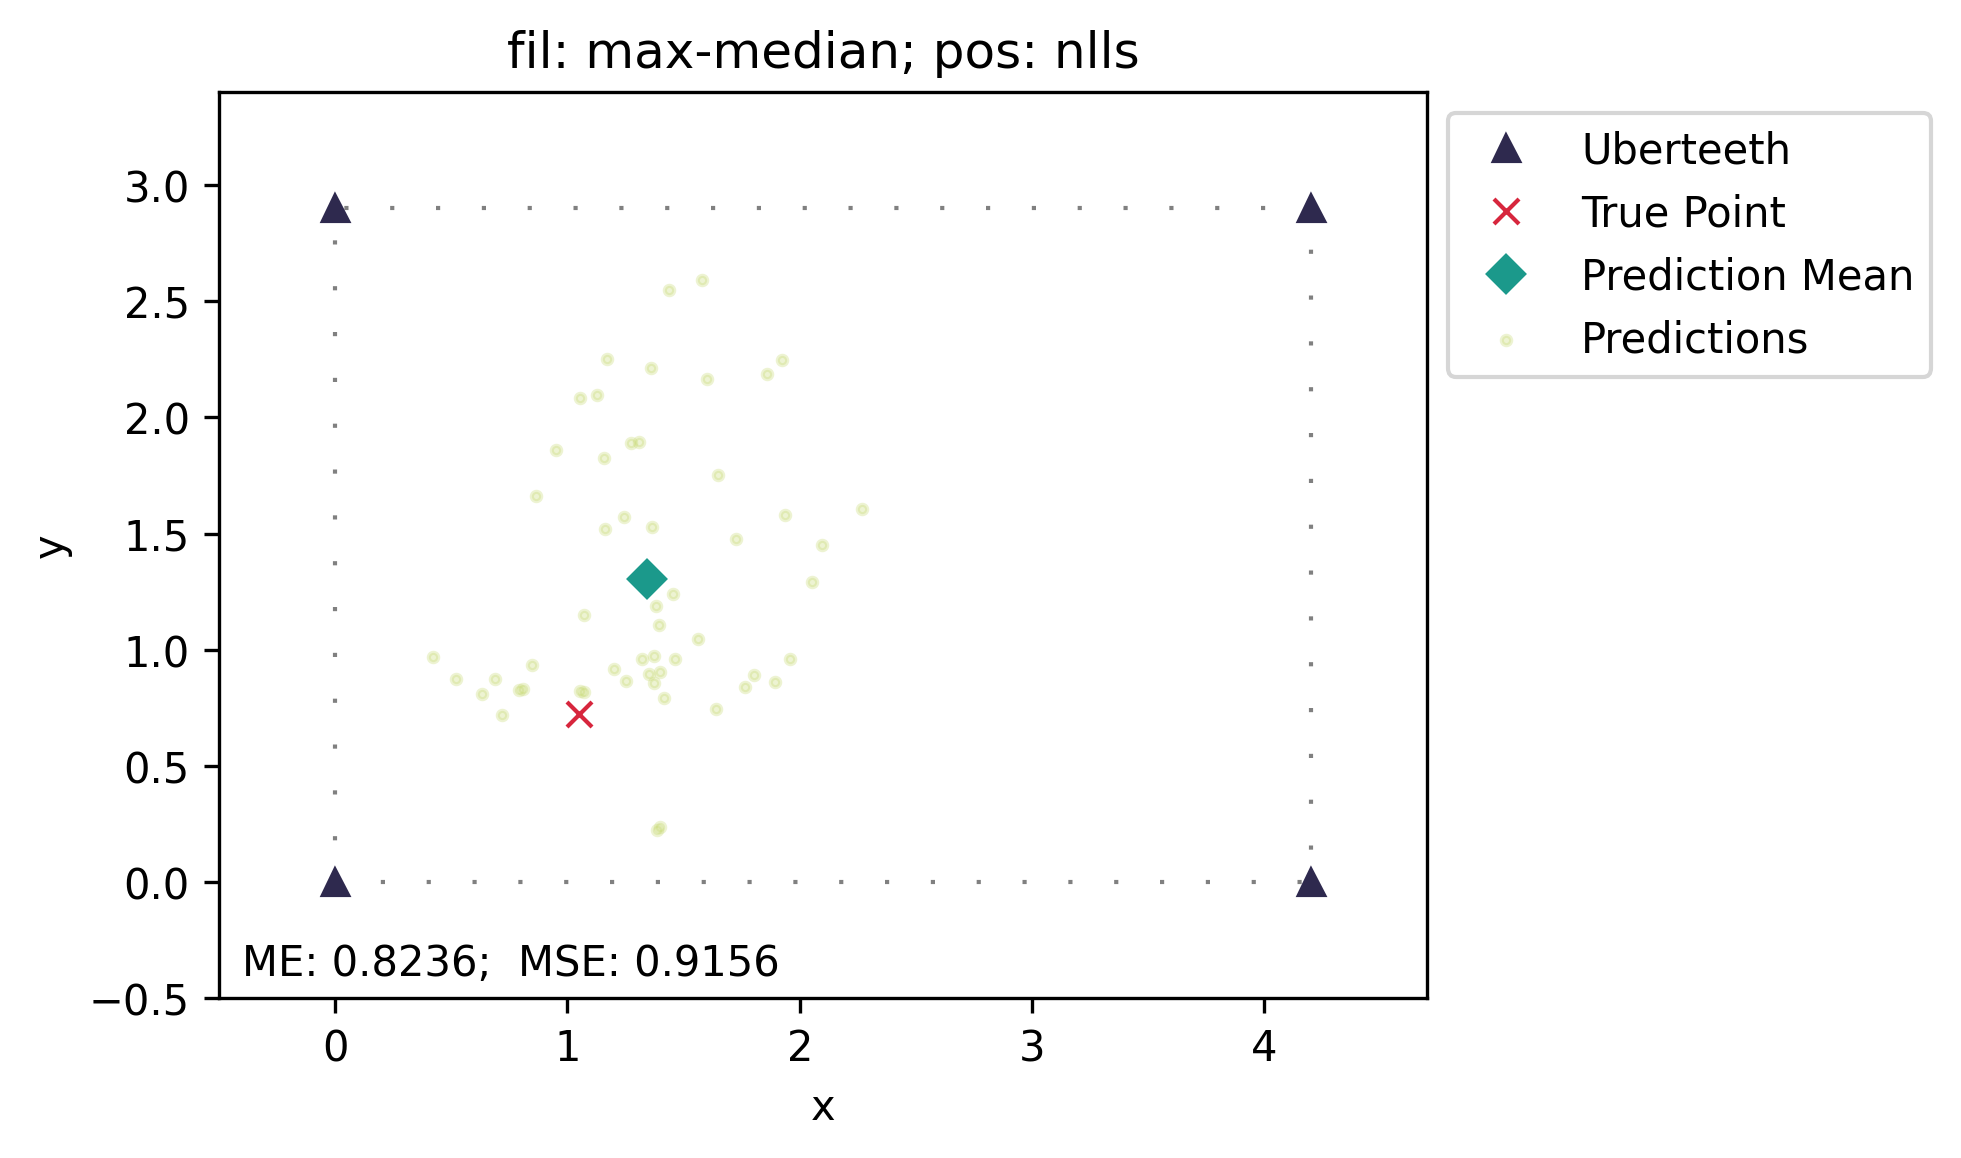 fil: max-median; pos: nlls
Uberteeth
True Point
Prediction Mean
Predictions
3.0
2.5
2.0
1.5
1.0
0.5
0.0
−0.5
y
ME: 0.8236;  MSE: 0.9156
0 1 2 3 4
x